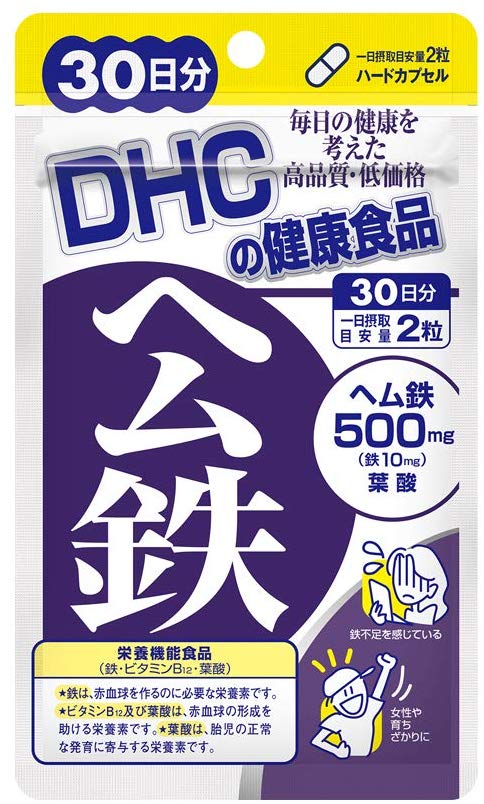 30日分
一日摂取目安量2粒
ハードカプセル
毎日の健康を
考えた
高品質・低価格
DHC
の健康食品
30日分
一日摂取
目安量 2粒
ヘム鉄
ヘム鉄
500mg
(鉄10mg)
葉酸
鉄不足を感じている
女性や
育ち
ざかりに
栄養機能食品
(鉄・ビタミンB12・葉酸)
★鉄は、赤血球を作るのに必要な栄養素です。
★ビタミンB12及び葉酸は、赤血球の形成を
助ける栄養素です。★葉酸は、胎児の正常
な発育に寄与する栄養素です。